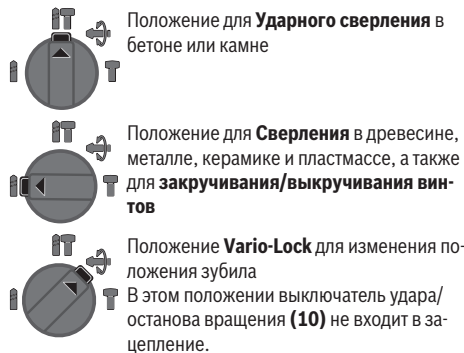 Положение для Ударного сверления в
бетоне или камне
Положение для Сверления в древесине,
металле, керамике и пластмассе, а также
для закручивания/выкручивания вин-
тов
Положение Vario-Lock для изменения по-
ложения зубила
В этом положении выключатель удара/
останова вращения (10) не входит в за-
цепление.